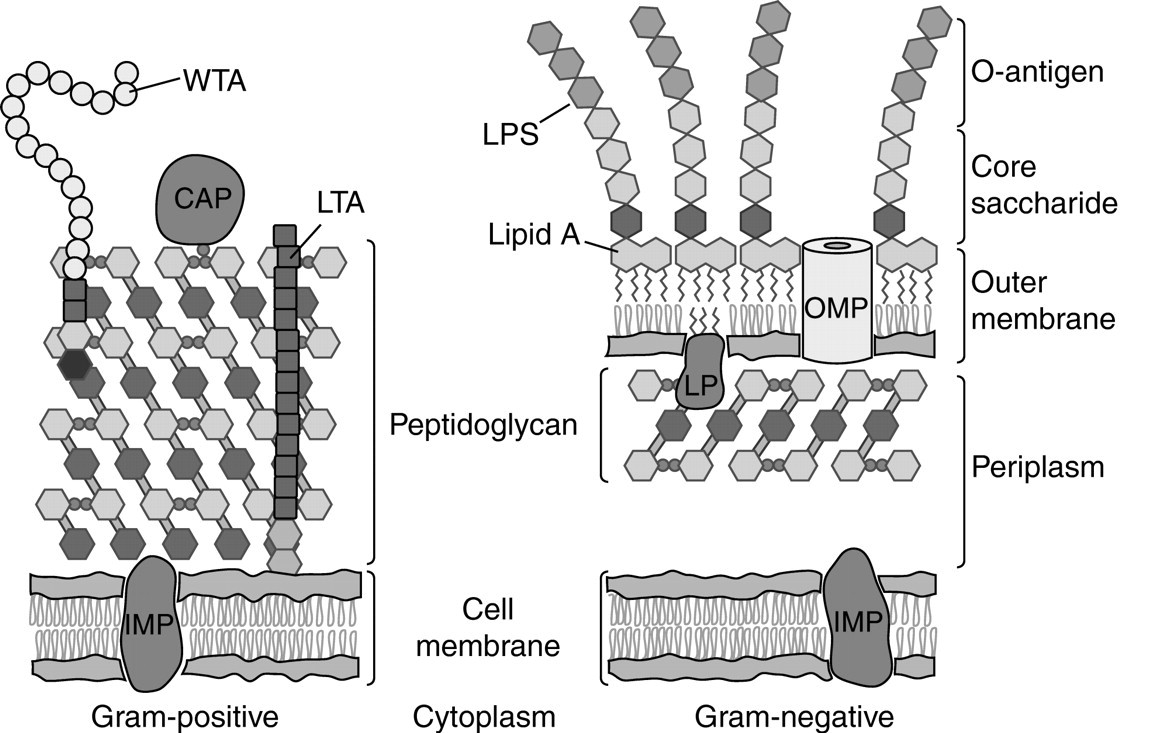 WTA
CAP
LTA
Peptidoglycan
IMP
Cell
membrane
Gram-positive
Cytoplasm
LPS
Lipid A
O-antigen
Core
saccharide
Outer
membrane
OMP
LP
Periplasm
IMP
Gram-negative